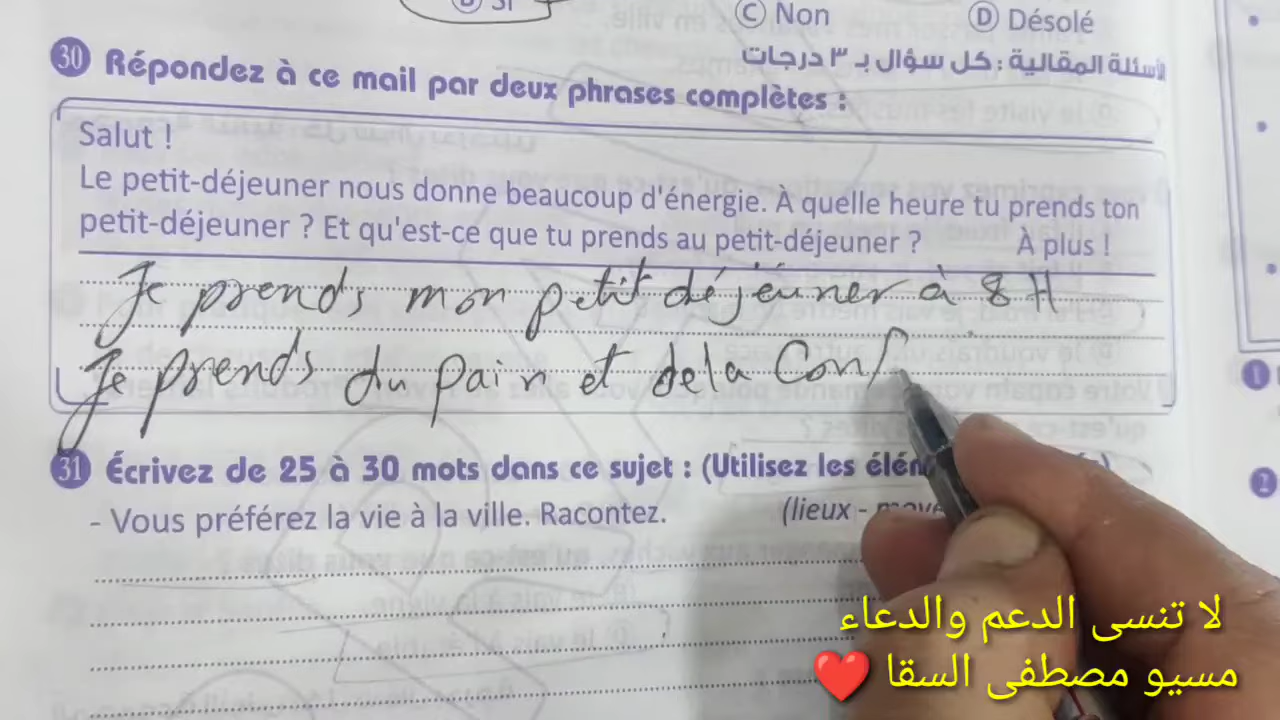 B Si
C Non
D Désolé
الأسئلة المقالية : كل سؤال بـ ٣ درجات
30 Répondez à ce mail par deux phrases complètes :
Salut !
Le petit-déjeuner nous donne beaucoup d'énergie. À quelle heure tu prends ton
petit-déjeuner ? Et qu'est-ce que tu prends au petit-déjeuner ?
À plus !
Je prends mon petit déjéuner à 8 H
Je prends du pain et de la Conf
31 Écrivez de 25 à 30 mots dans ce sujet : (Utilisez les
- Vous préférez la vie à la ville. Racontez.
(lieux -
1
2
لا تنسى الدعم والدعاء
مسيو مصطفى السقا ❤️